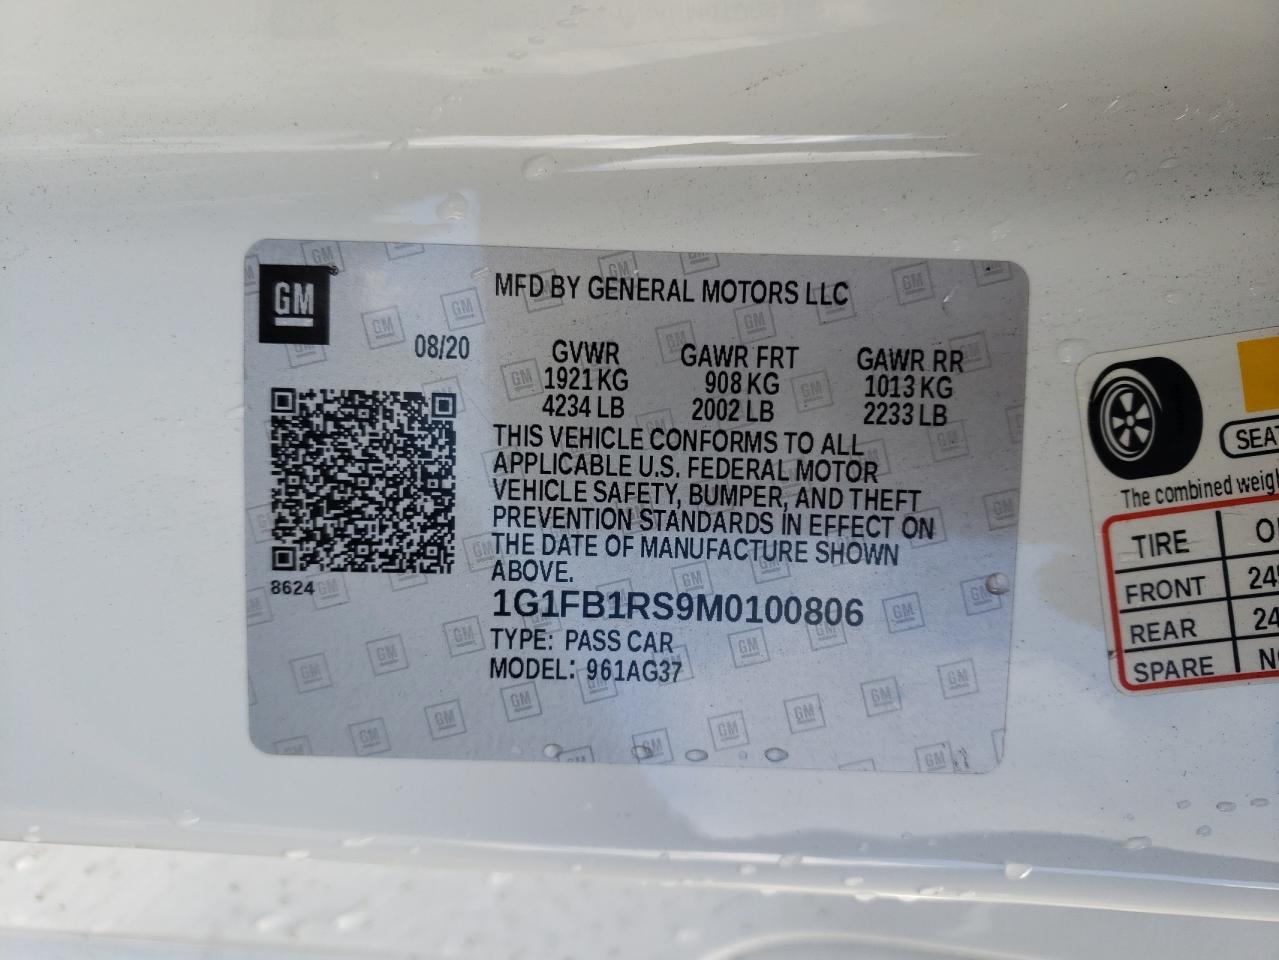 GM
MFD BY GENERAL MOTORS LLC
08/20
GVWR GAWR FRT GAWR RR
1921 KG 908 KG 1013 KG
4234 LB 2002 LB 2233 LB
THIS VEHICLE CONFORMS TO ALL
APPLICABLE U.S. FEDERAL MOTOR
VEHICLE SAFETY, BUMPER, AND THEFT
PREVENTION STANDARDS IN EFFECT ON
THE DATE OF MANUFACTURE SHOWN
ABOVE.
8624
1G1FB1RS9M0100806
TYPE: PASS CAR
MODEL: 961AG37
The combined
TIRE
FRONT
REAR
SPARE